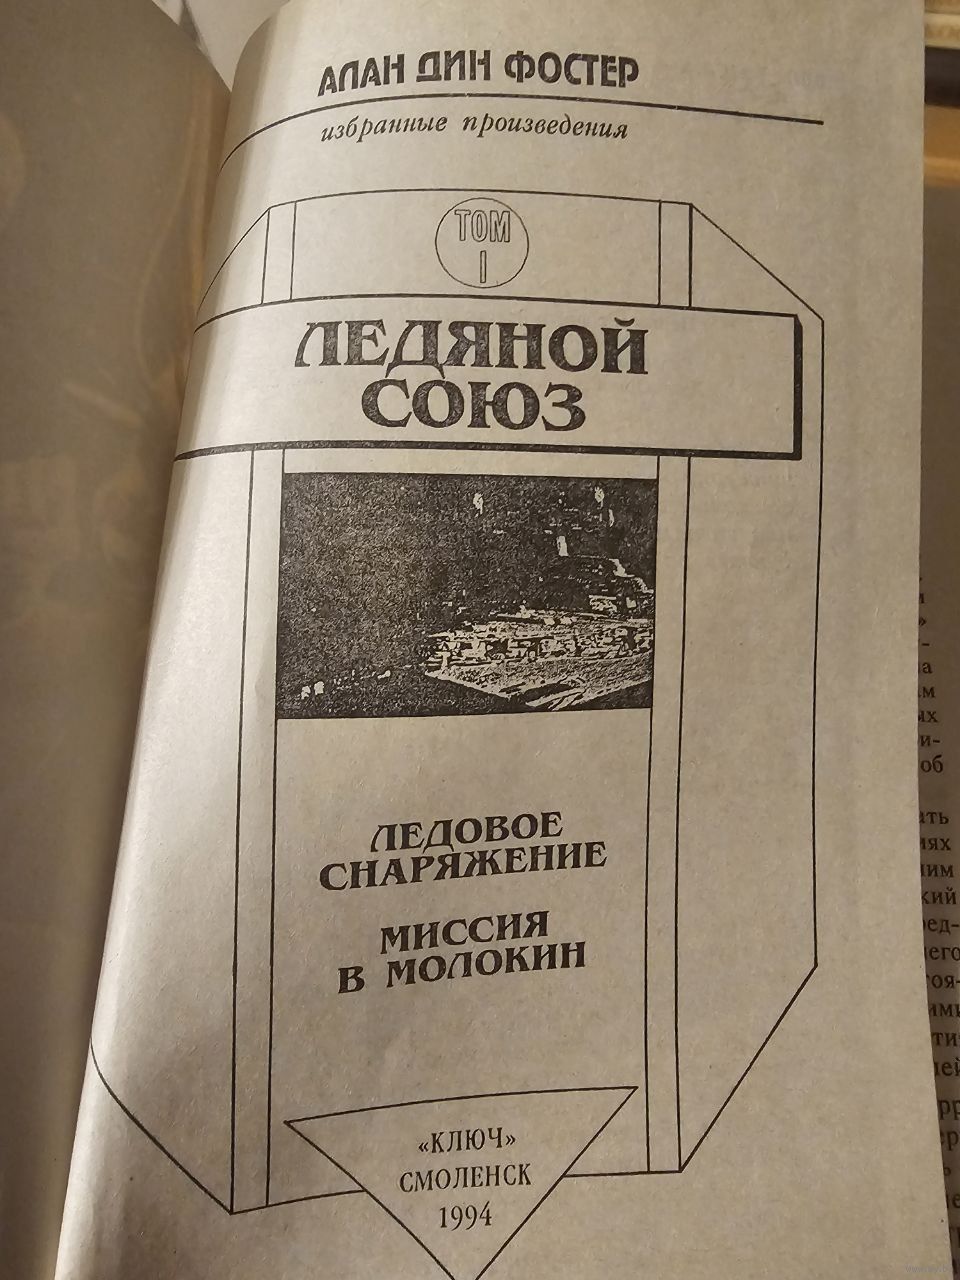 АЛАН ДИН ФОСТЕР
избранные произведения
ТОМ
I
ЛЕДЯНОЙ
СОЮЗ
ЛЕДОВОЕ
СНАРЯЖЕНИЕ
МИССИЯ
В МОЛОКИН
«КЛЮЧ»
СМОЛЕНСК
1994